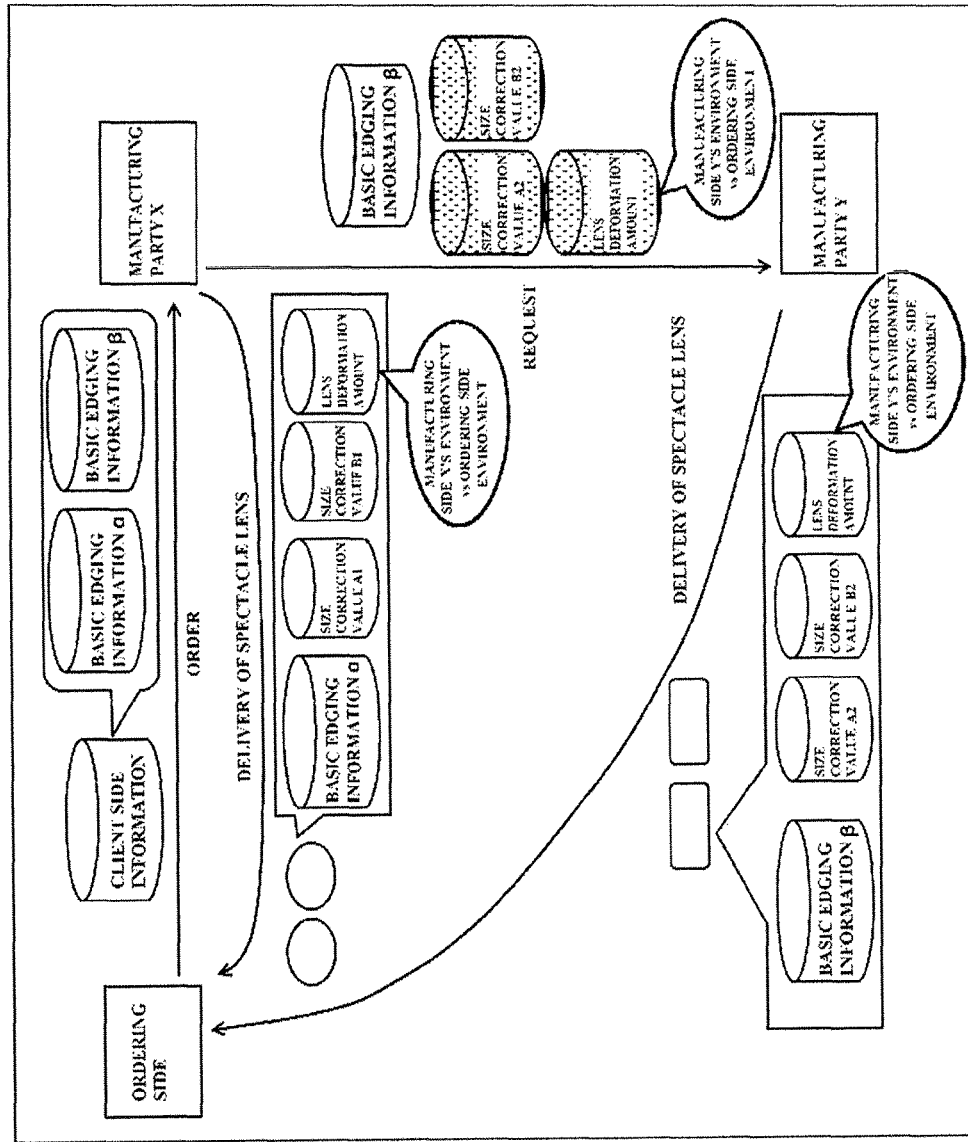 CLIENT SIDE
INFORMATION
BASIC EDGING
INFORMATION α
BASIC EDGING
INFORMATION β
ORDERING
SIDE
ORDER
MANUFACTURING
PARTY X
DELIVERY OF SPECTACLE LENS
BASIC EDGING
INFORMATION α
SIZE
CORRECTION
VALUE A1
SIZE
CORRECTION
VALUE B1
LENS
DEFORMATION
AMOUNT
MANUFACTURING
SIDE X'S ENVIRONMENT
vs ORDERING SIDE
ENVIRONMENT
REQUEST
BASIC EDGING
INFORMATION β
SIZE
CORRECTION
VALUE A2
SIZE
CORRECTION
VALUE B2
LENS
DEFORMATION
AMOUNT
MANUFACTURING
SIDE Y'S ENVIRONMENT
vs ORDERING SIDE
ENVIRONMENT
DELIVERY OF SPECTACLE LENS
MANUFACTURING
PARTY Y
BASIC EDGING
INFORMATION β
SIZE
CORRECTION
VALUE A2
SIZE
CORRECTION
VALUE B2
LENS
DEFORMATION
AMOUNT
MANUFACTURING
SIDE Y'S ENVIRONMENT
vs ORDERING SIDE
ENVIRONMENT